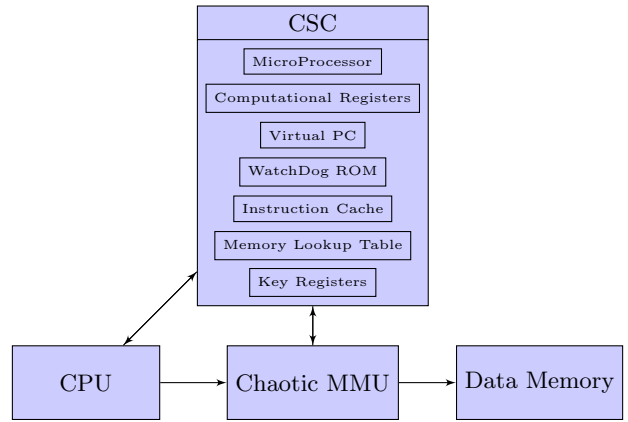 CSC
MicroProcessor
Computational Registers
Virtual PC
WatchDog ROM
Instruction Cache
Memory Lookup Table
Key Registers
CPU
Chaotic MMU
Data Memory